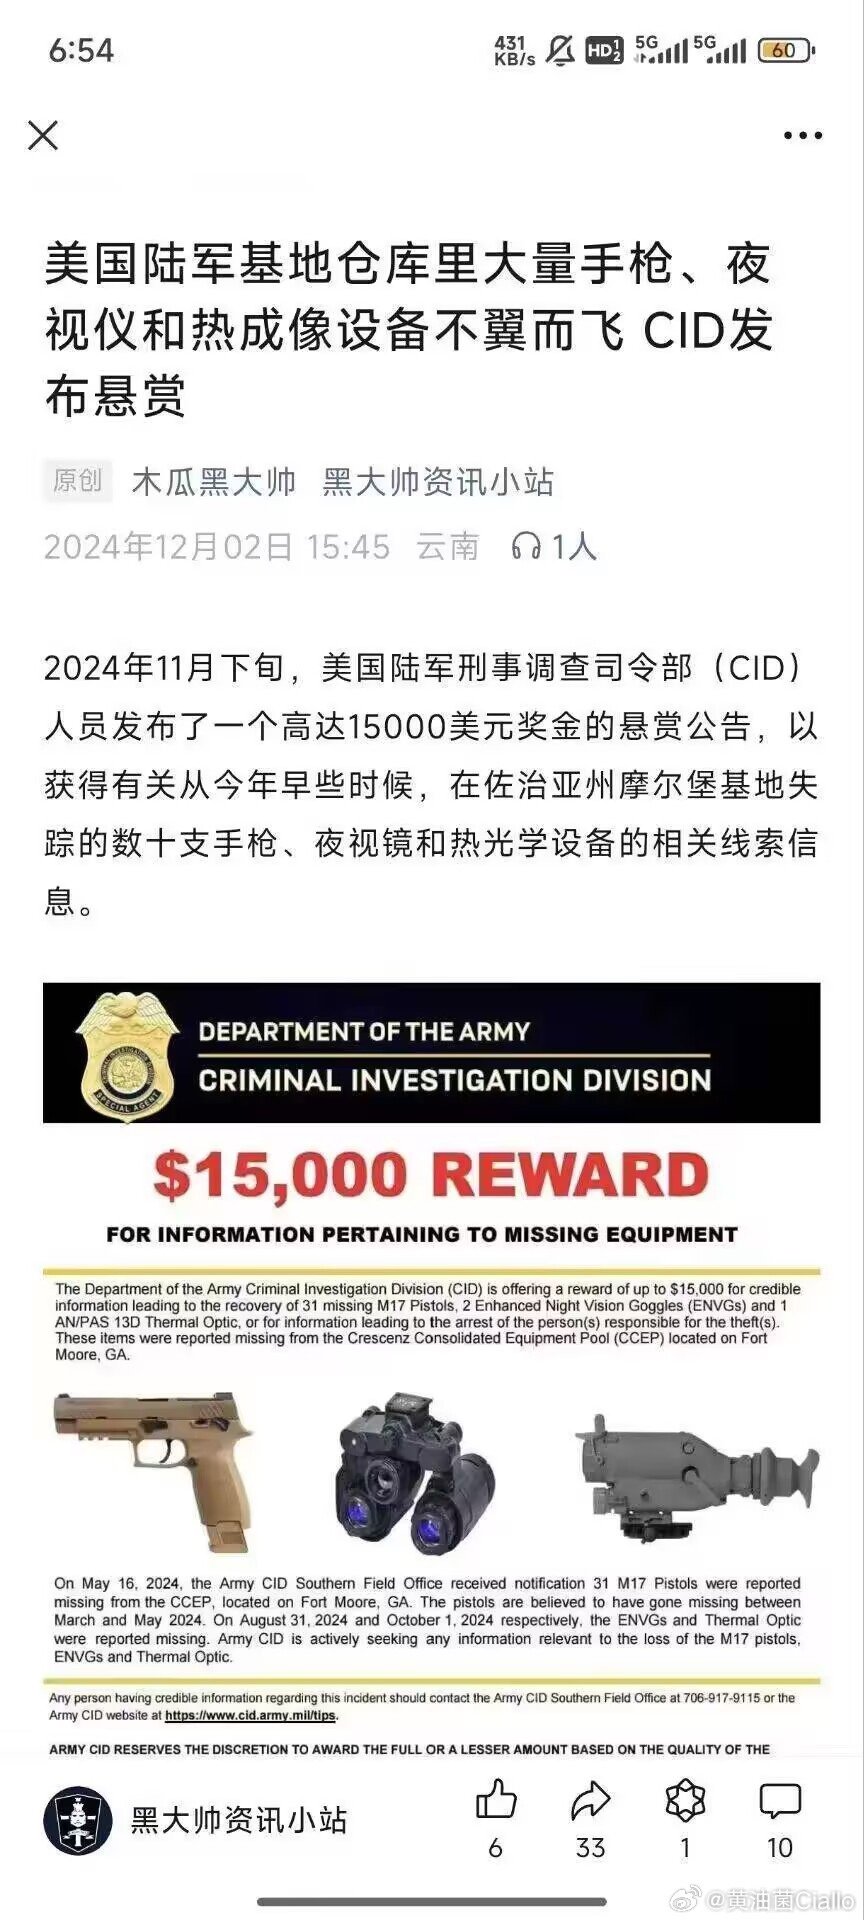 6:54
431 KB/s HD 1 2 5G 5G 60
美国陆军基地仓库里大量手枪、夜
视仪和热成像设备不翼而飞 CID发
布悬赏
原创 木瓜黑大帅 黑大帅资讯小站
2024年12月02日 15:45 云南 1人
2024年11月下旬，美国陆军刑事调查司令部（CID）
人员发布了一个高达15000美元奖金的悬赏公告，以
获得有关从今年早些时候，在佐治亚州摩尔堡基地失
踪的数十支手枪、夜视镜和热光学设备的相关线索信
息。
DEPARTMENT OF THE ARMY
CRIMINAL INVESTIGATION DIVISION
SPECIAL AGENT
$15,000 REWARD
FOR INFORMATION PERTAINING TO MISSING EQUIPMENT
The Department of the Army Criminal Investigation Division (CID) is offering a reward of up to $15,000 for credible
information leading to the recovery of 31 missing M17 Pistols, 2 Enhanced Night Vision Goggles (ENVGs) and 1
AN/PAS 13D Thermal Optic, or for information leading to the arrest of the person(s) responsible for the theft(s).
These items were reported missing from the Crescenz Consolidated Equipment Pool (CCEP) located on Fort
Moore, GA.
On May 16, 2024, the Army CID Southern Field Office received notification 31 M17 Pistols were reported
missing from the CCEP, located on Fort Moore, GA. The pistols are believed to have gone missing between
March and May 2024. On August 31, 2024 and October 1, 2024 respectively, the ENVGs and Thermal Optic
were reported missing. Army CID is actively seeking any information relevant to the loss of the M17 pistols,
ENVGs and Thermal Optic.
Any person having credible information regarding this incident should contact the Army CID Southern Field Office at 706-917-9115 or the
Army CID website at https://www.cid.army.mil/tips.
ARMY CID RESERVES THE DISCRETION TO AWARD THE FULL OR A LESSER AMOUNT BASED ON THE QUALITY OF THE
黑大帅资讯小站
6 33 1 10
@黄油菌Ciallo